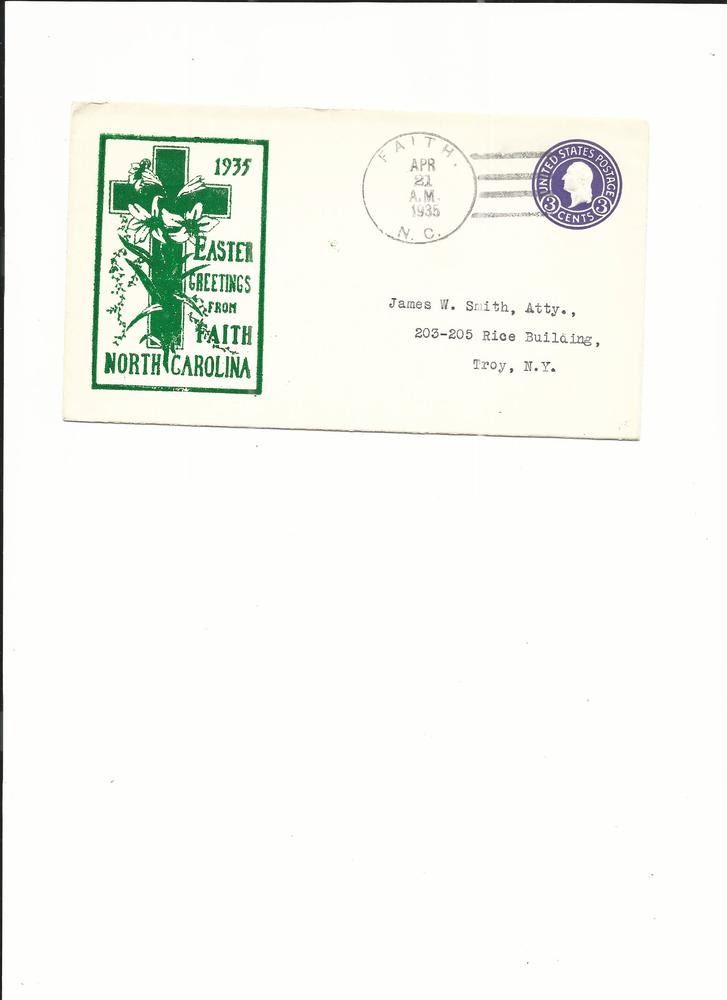 1935
EASTER
GREETINGS
FROM
FAITH
NORTH CAROLINA
FAITH.
APR
21
A.M.
1935
N. C.
UNITED STATES POSTAGE
3 CENTS 3
James W. Smith, Atty.,
203-205 Rice Building,
Troy, N.Y.